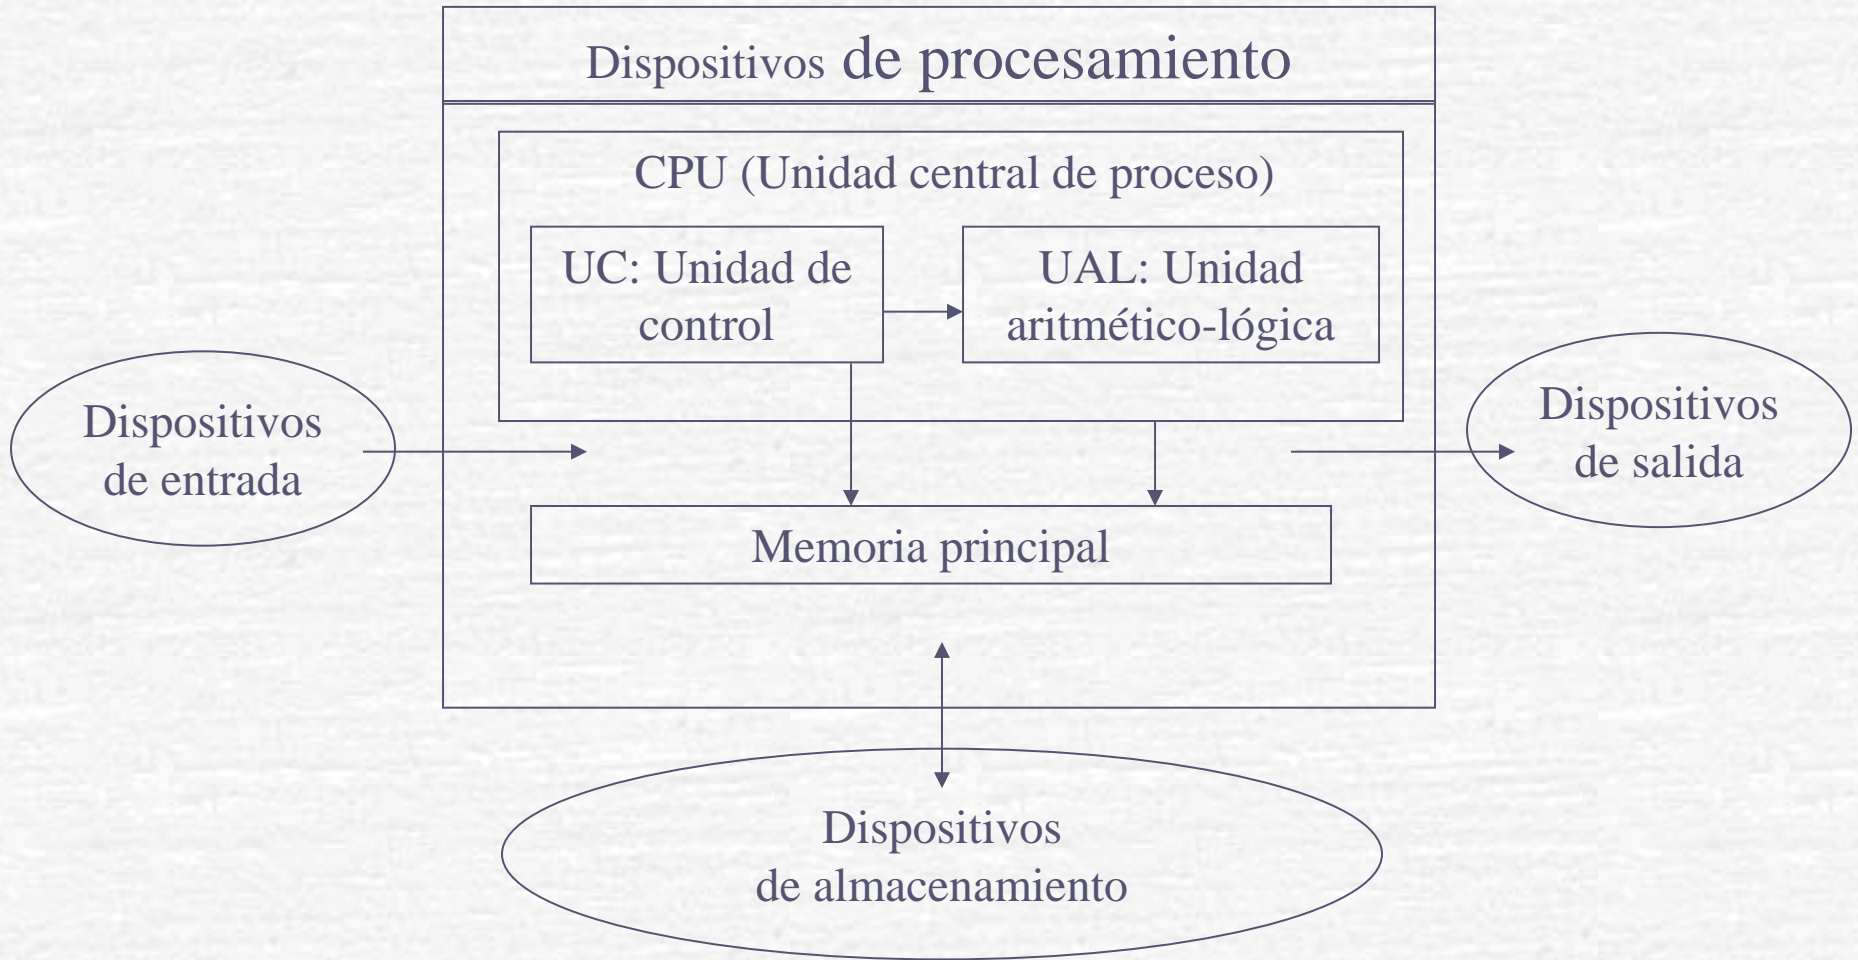 Dispositivos de procesamiento
CPU (Unidad central de proceso)
UC: Unidad de
control
UAL: Unidad
aritmético-lógica
Dispositivos
de entrada
Dispositivos
de salida
Memoria principal
Dispositivos
de almacenamiento